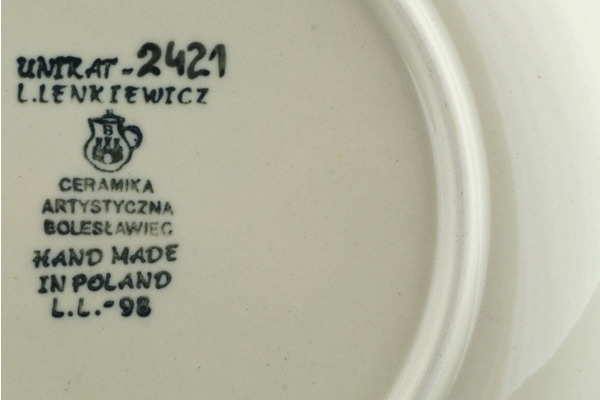 UNIKAT-2421
L.LENKIEWICZ
B
CERAMIKA
ARTYSTYCZNA
BOLESŁAWIEC
HAND MADE
IN POLAND
L.L.-98